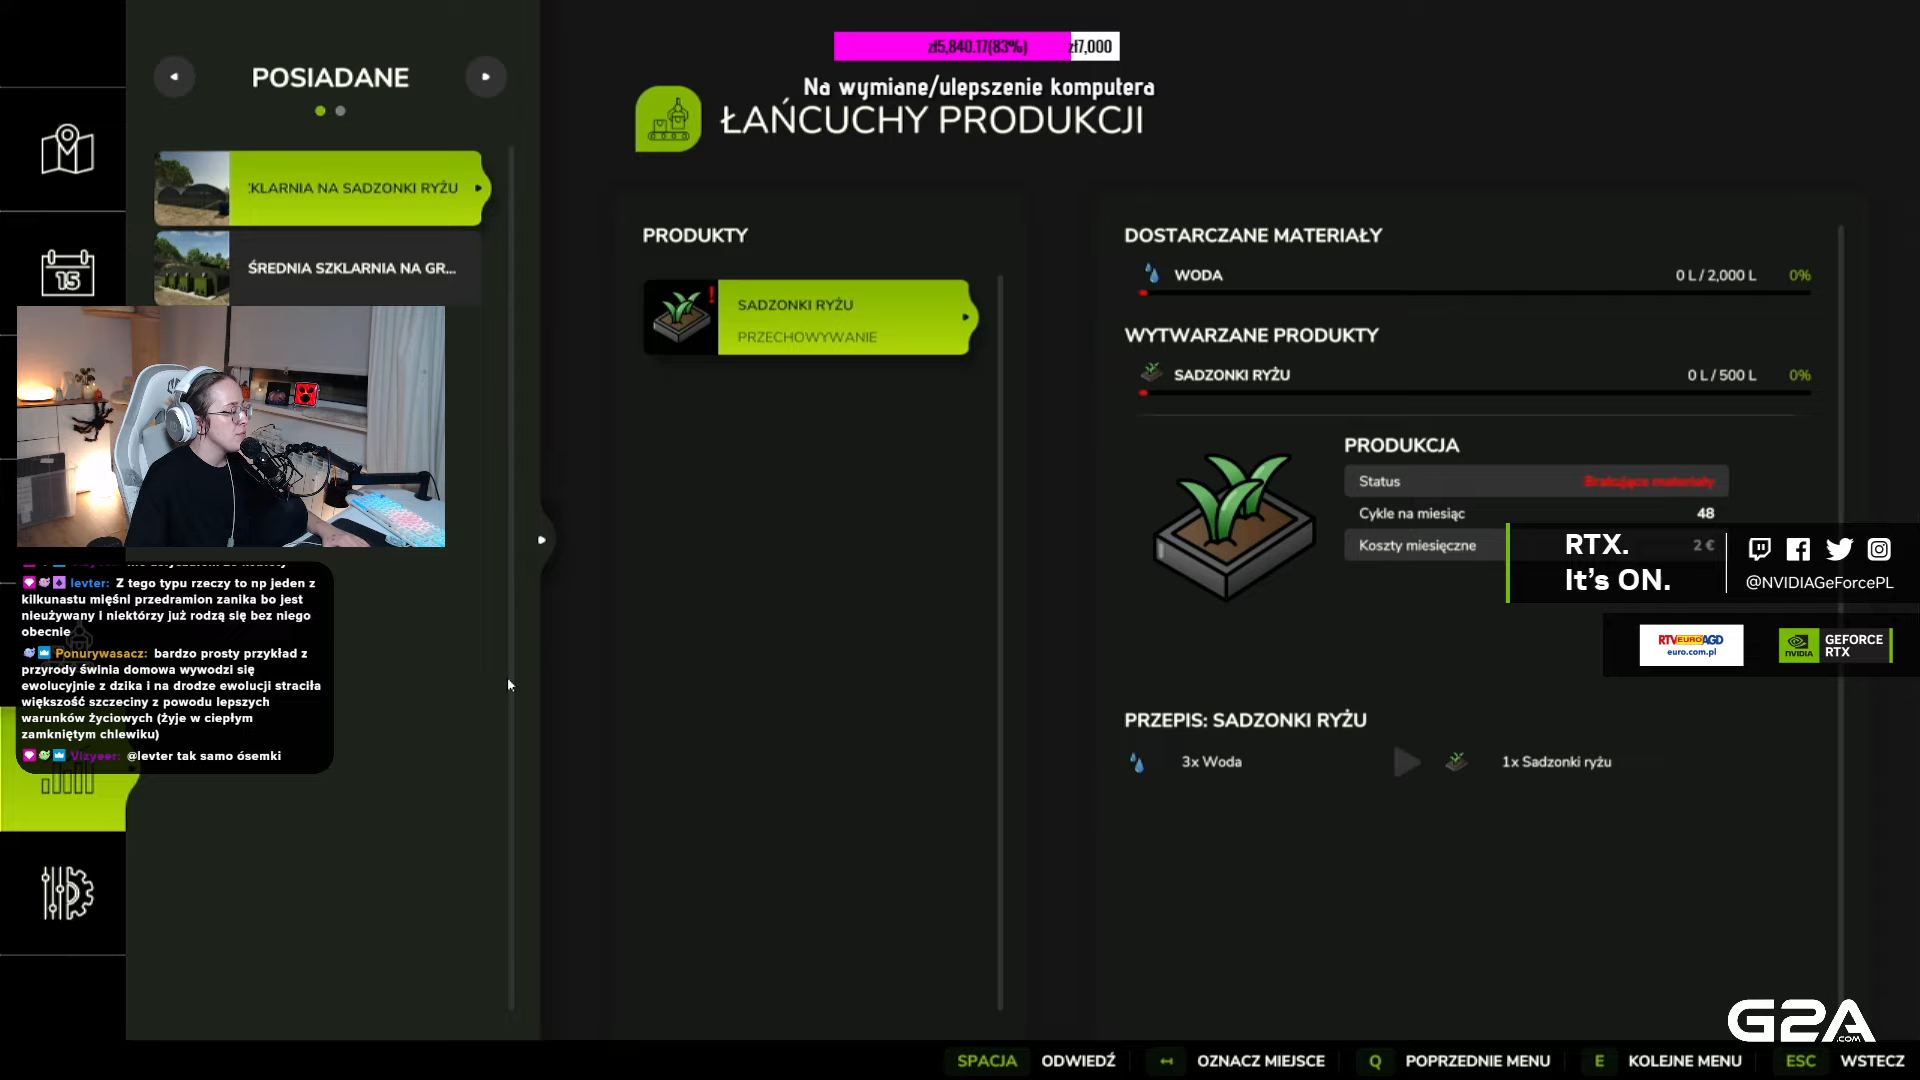 zł5,840.17(83%)
zł7,000
Na wymiane/ulepszenie komputera
POSIADANE
ŁAŃCUCHY PRODUKCJI
15
KLARNIA NA SADZONKI RYŻU
ŚREDNIA SZKLARNIA NA GR...
PRODUKTY
SADZONKI RYŻU
PRZECHOWYWANIE
DOSTARCZANE MATERIAŁY
WODA 0 L / 2,000 L 0%
WYTWARZANE PRODUKTY
SADZONKI RYŻU 0 L / 500 L 0%
PRODUKCJA
Status Brakujące materiały
Cykle na miesiąc 48
Koszty miesięczne 2 €
RTX.
It's ON.
@NVIDIAGeForcePL
RTV EURO AGD
euro.com.pl
NVIDIA
GEFORCE
RTX
PRZEPIS: SADZONKI RYŻU
3x Woda 1x Sadzonki ryżu
levter: Z tego typu rzeczy to np jeden z
kilkunastu mięśni przedramion zanika bo jest
nieużywany i niektórzy już rodzą się bez niego
obecnie
Ponurywasacz: bardzo prosty przykład z
przyrody świnia domowa wywodzi się
ewolucyjnie z dzika i na drodze ewolucji straciła
większość szczeciny z powodu lepszych
warunków życiowych (żyje w ciepłym
zamkniętym chlewiku)
Vizyeer: @levter tak samo ósemki
G2A
.COM
SPACJA ODWIEDŹ
OZNACZ MIEJSCE
Q POPRZEDNIE MENU
E KOLEJNE MENU
ESC WSTECZ